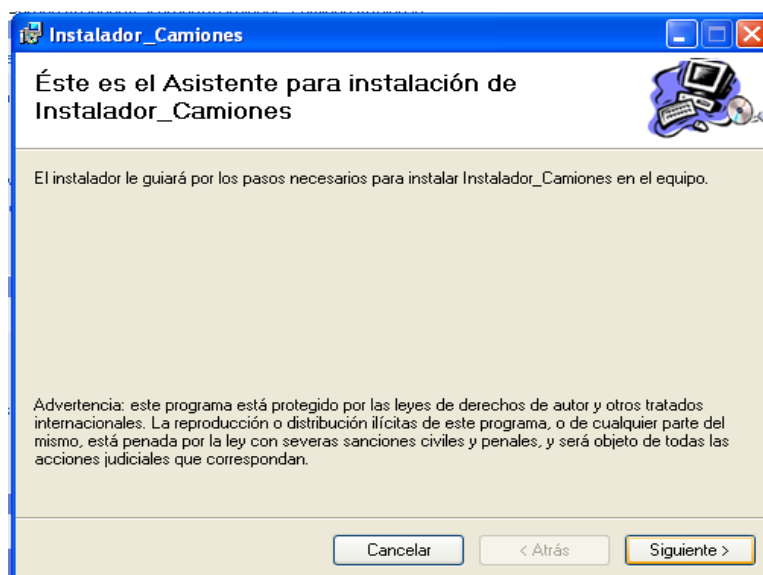 Instalador_Camiones
Éste es el Asistente para instalación de
Instalador_Camiones
El instalador le guiará por los pasos necesarios para instalar Instalador_Camiones en el equipo.
Advertencia: este programa está protegido por las leyes de derechos de autor y otros tratados
internacionales. La reproducción o distribución ilícitas de este programa, o de cualquier parte del
mismo, está penada por la ley con severas sanciones civiles y penales, y será objeto de todas las
acciones judiciales que correspondan.
Cancelar
< Atrás
Siguiente >